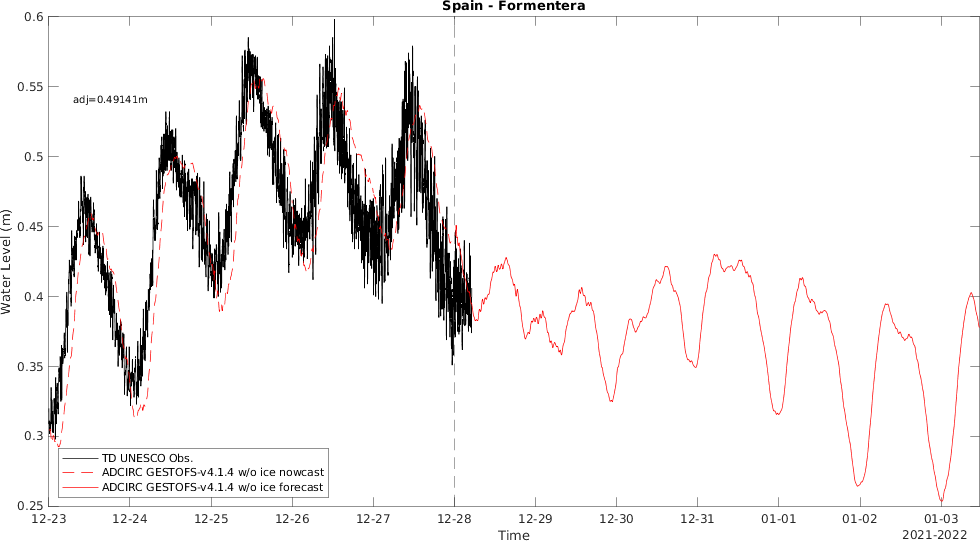 Spain - Formentera
0.6
0.55
adj=0.49141m
0.5
0.45
Water Level (m)
0.4
0.35
0.3
TD UNESCO Obs.
ADCIRC GESTOFS-v4.1.4 w/o ice nowcast
ADCIRC GESTOFS-v4.1.4 w/o ice forecast
0.25
12-23 12-24 12-25 12-26 12-27 12-28 12-29 12-30 12-31 01-01 01-02 01-03
Time
2021-2022